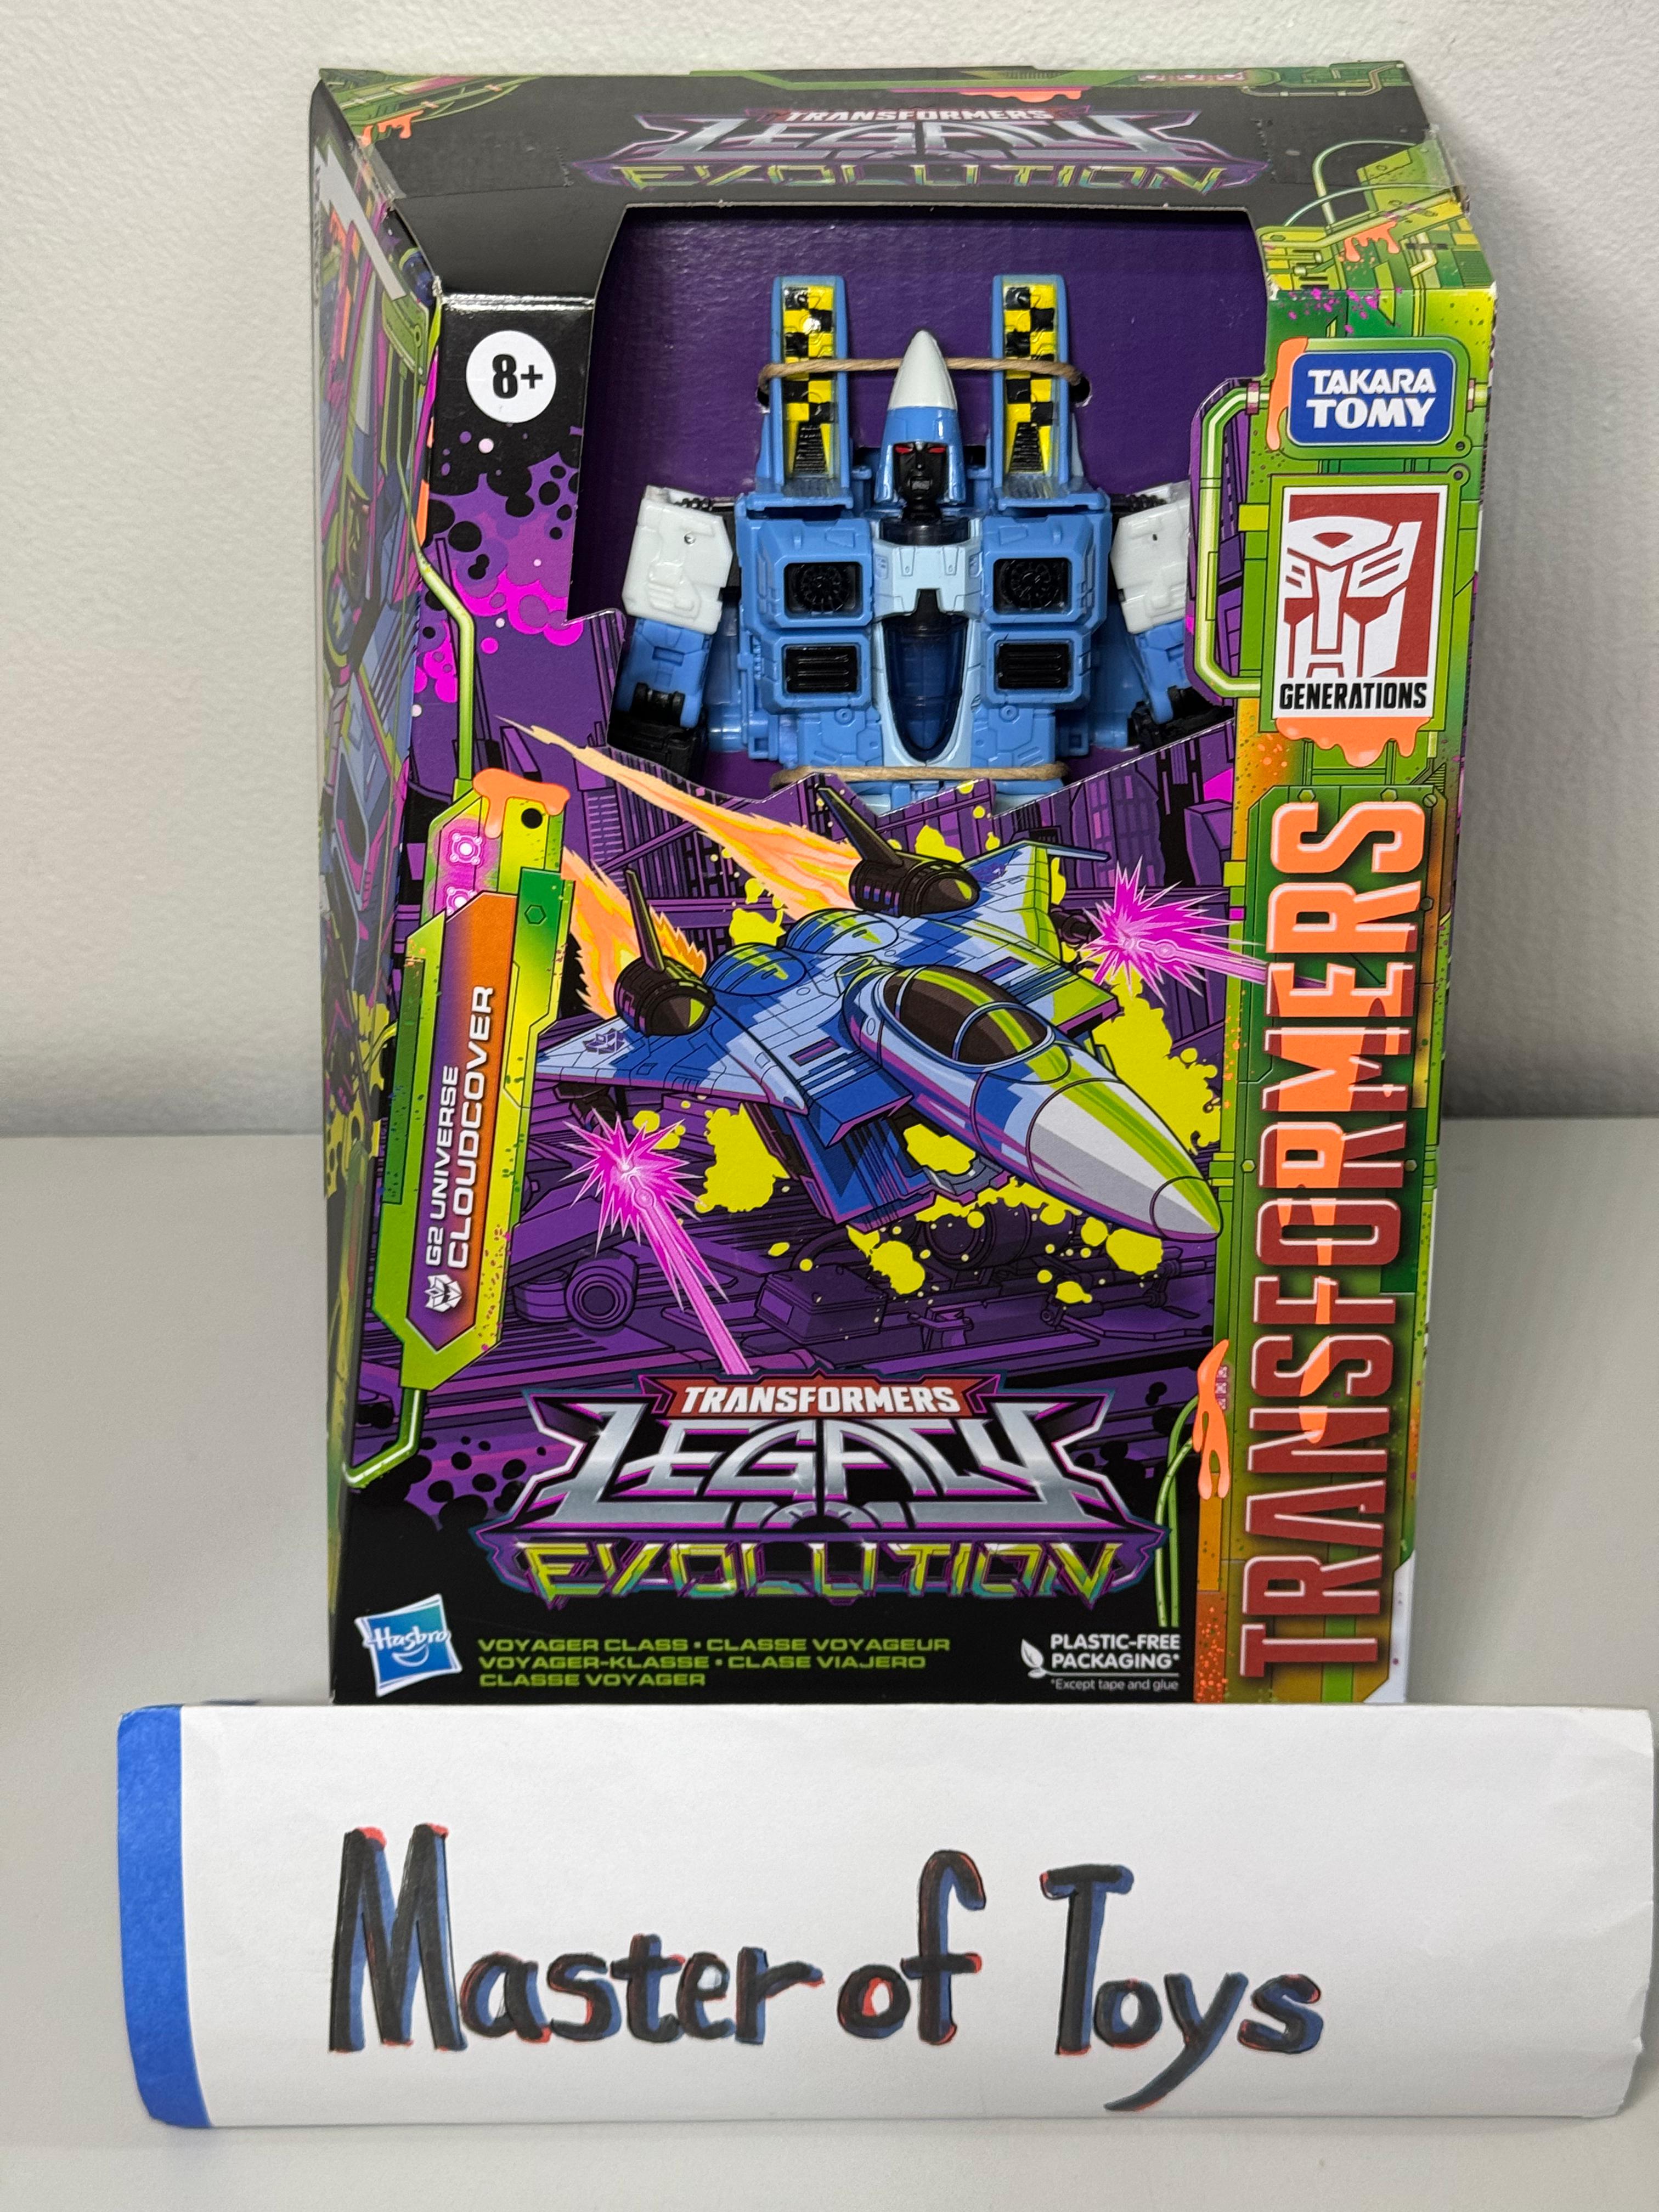 TRANSFORMERS
LEGACY
EVOLUTION
8+
TAKARA
TOMY
GENERATIONS
TRANSFORMERS
G2 UNIVERSE
CLOUDCOVER
TRANSFORMERS
LEGACY
EVOLUTION
Hasbro
VOYAGER CLASS • CLASSE VOYAGEUR
VOYAGER-KLASSE • CLASE VIAJERO
CLASSE VOYAGER
PLASTIC-FREE
PACKAGING*
*Except tape and glue
Master of Toys